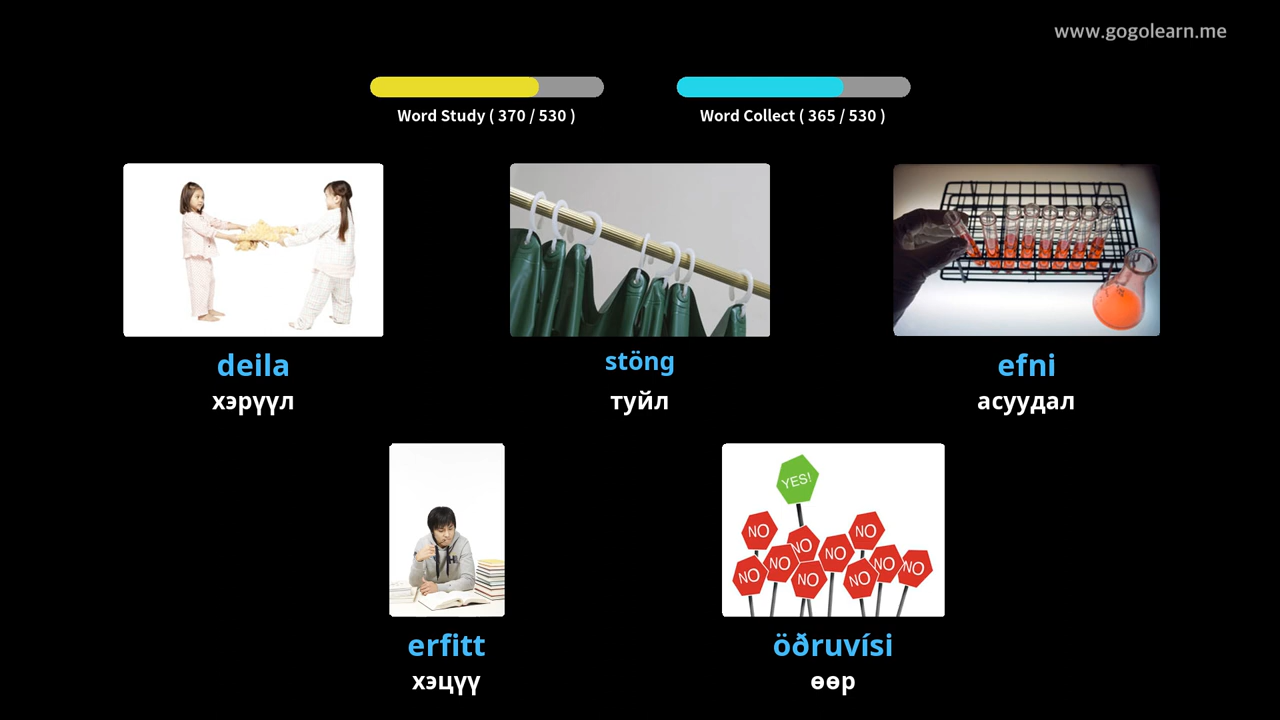 www.gogolearn.me
Word Study ( 370 / 530 )
Word Collect ( 365 / 530 )
deila
хэрүүл
stöng
туйл
efni
асуудал
YES!
NO
NO
NO
NO
NO
NO
NO
NO
NO
NO
erfitt
хэцүү
öðruvísi
өөр